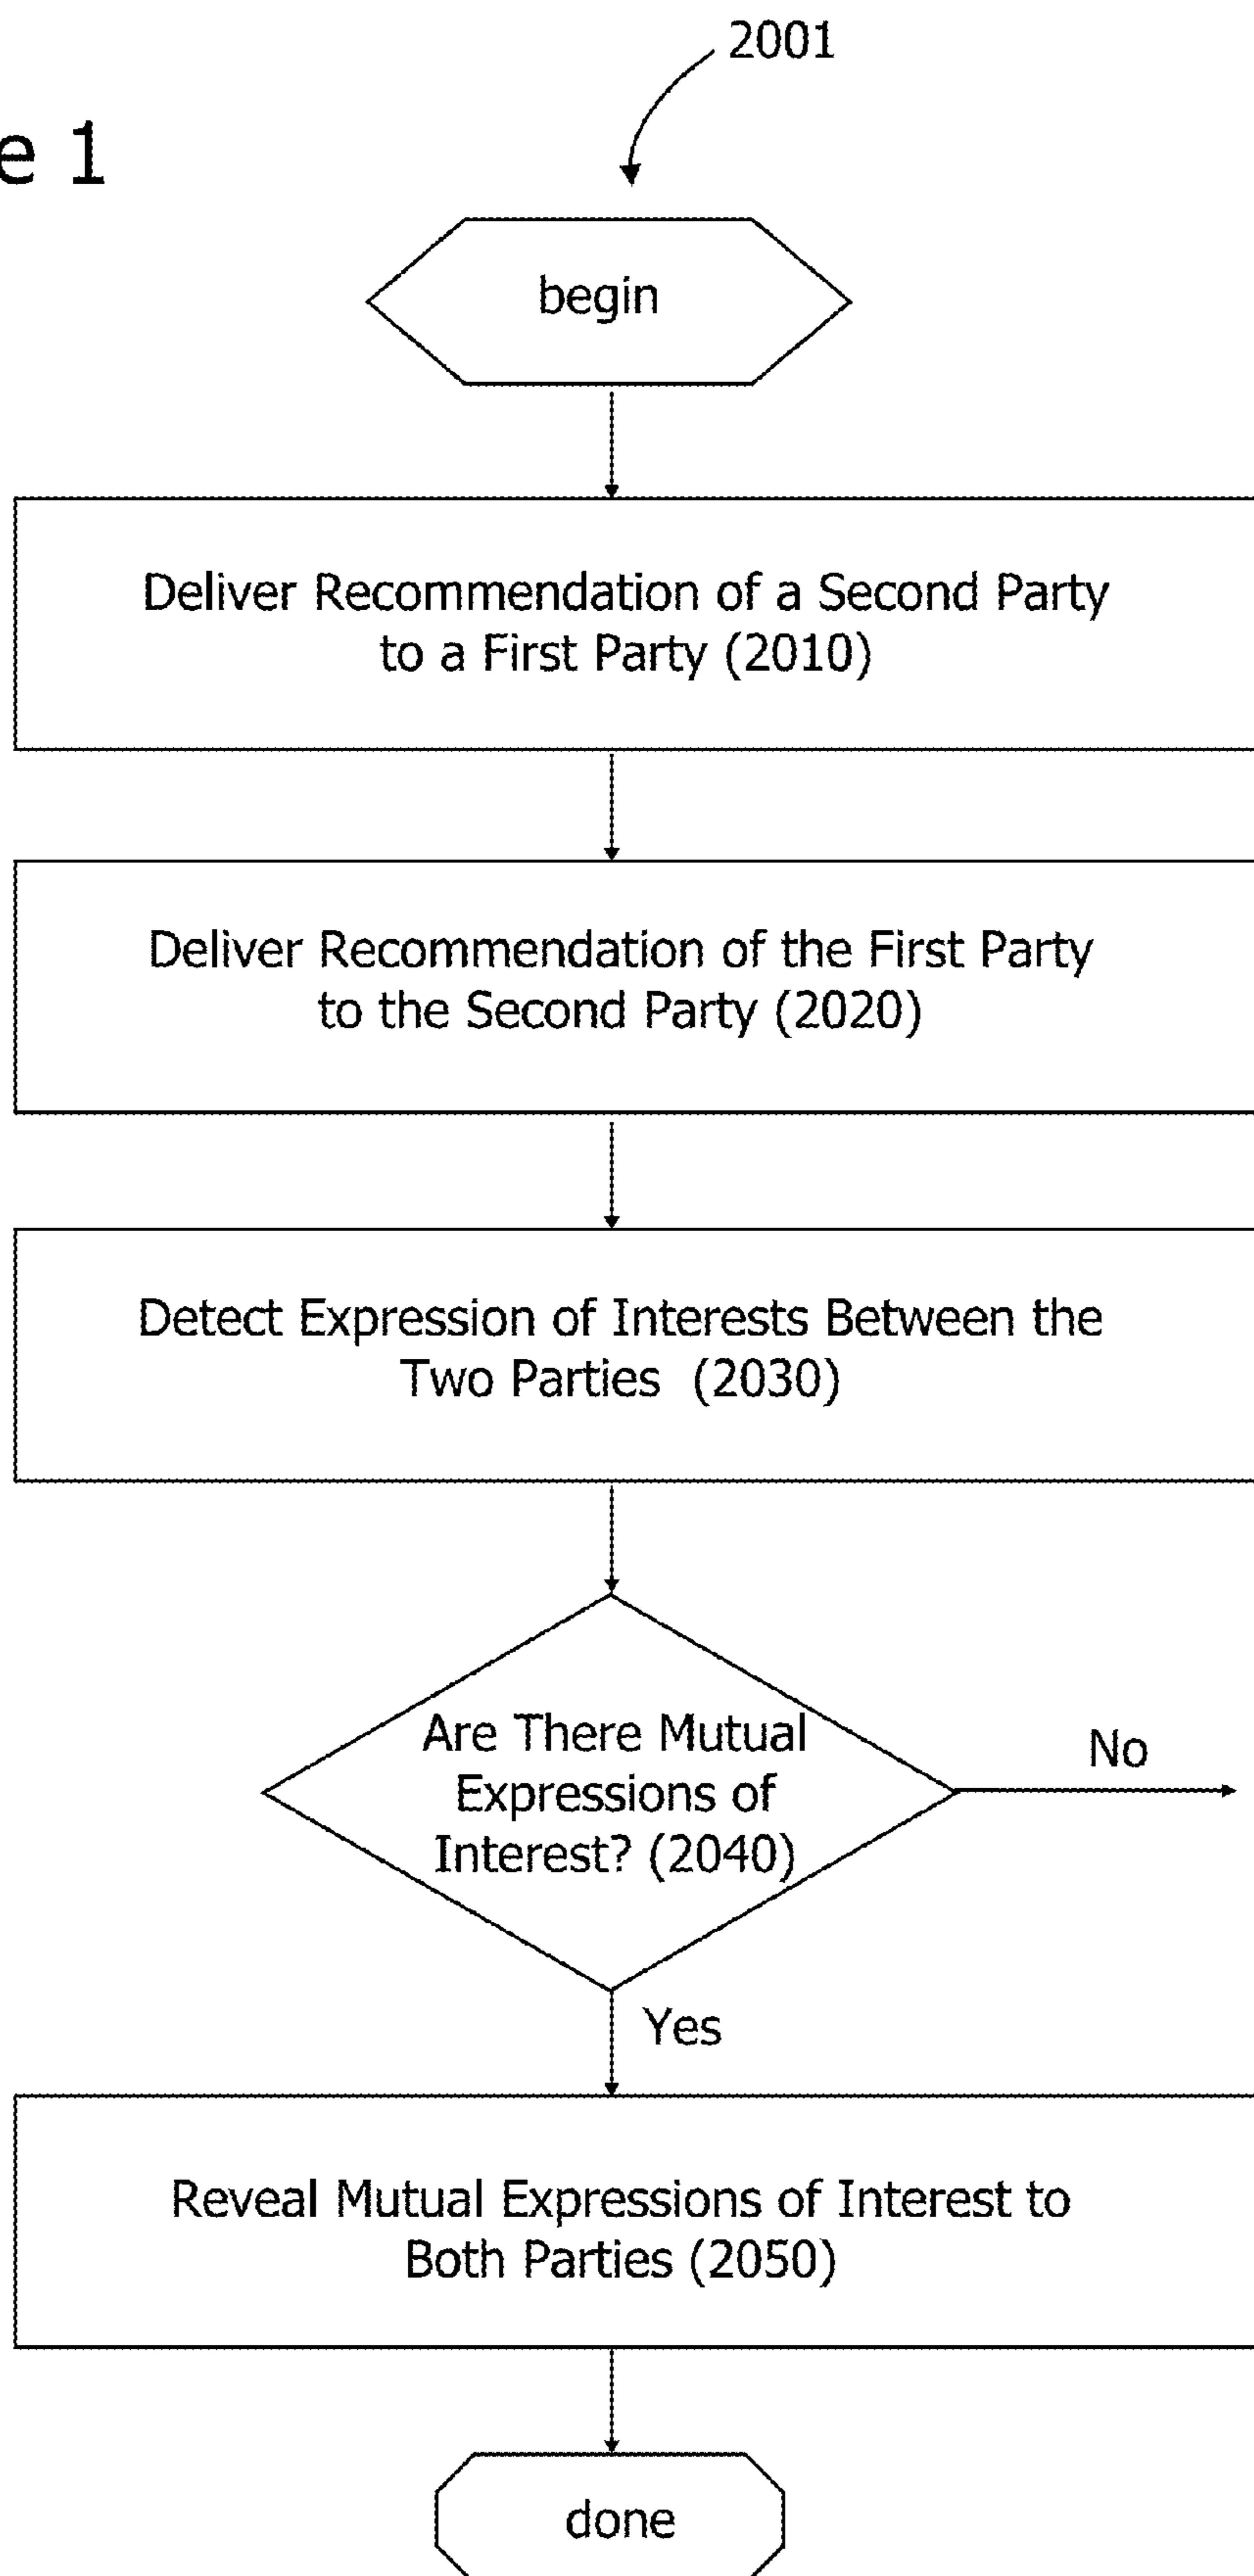 2001
e 1
begin
Deliver Recommendation of a Second Party
to a First Party (2010)
Deliver Recommendation of the First Party
to the Second Party (2020)
Detect Expression of Interests Between the
Two Parties (2030)
Are There Mutual
Expressions of
Interest? (2040)
No
Yes
Reveal Mutual Expressions of Interest to
Both Parties (2050)
done